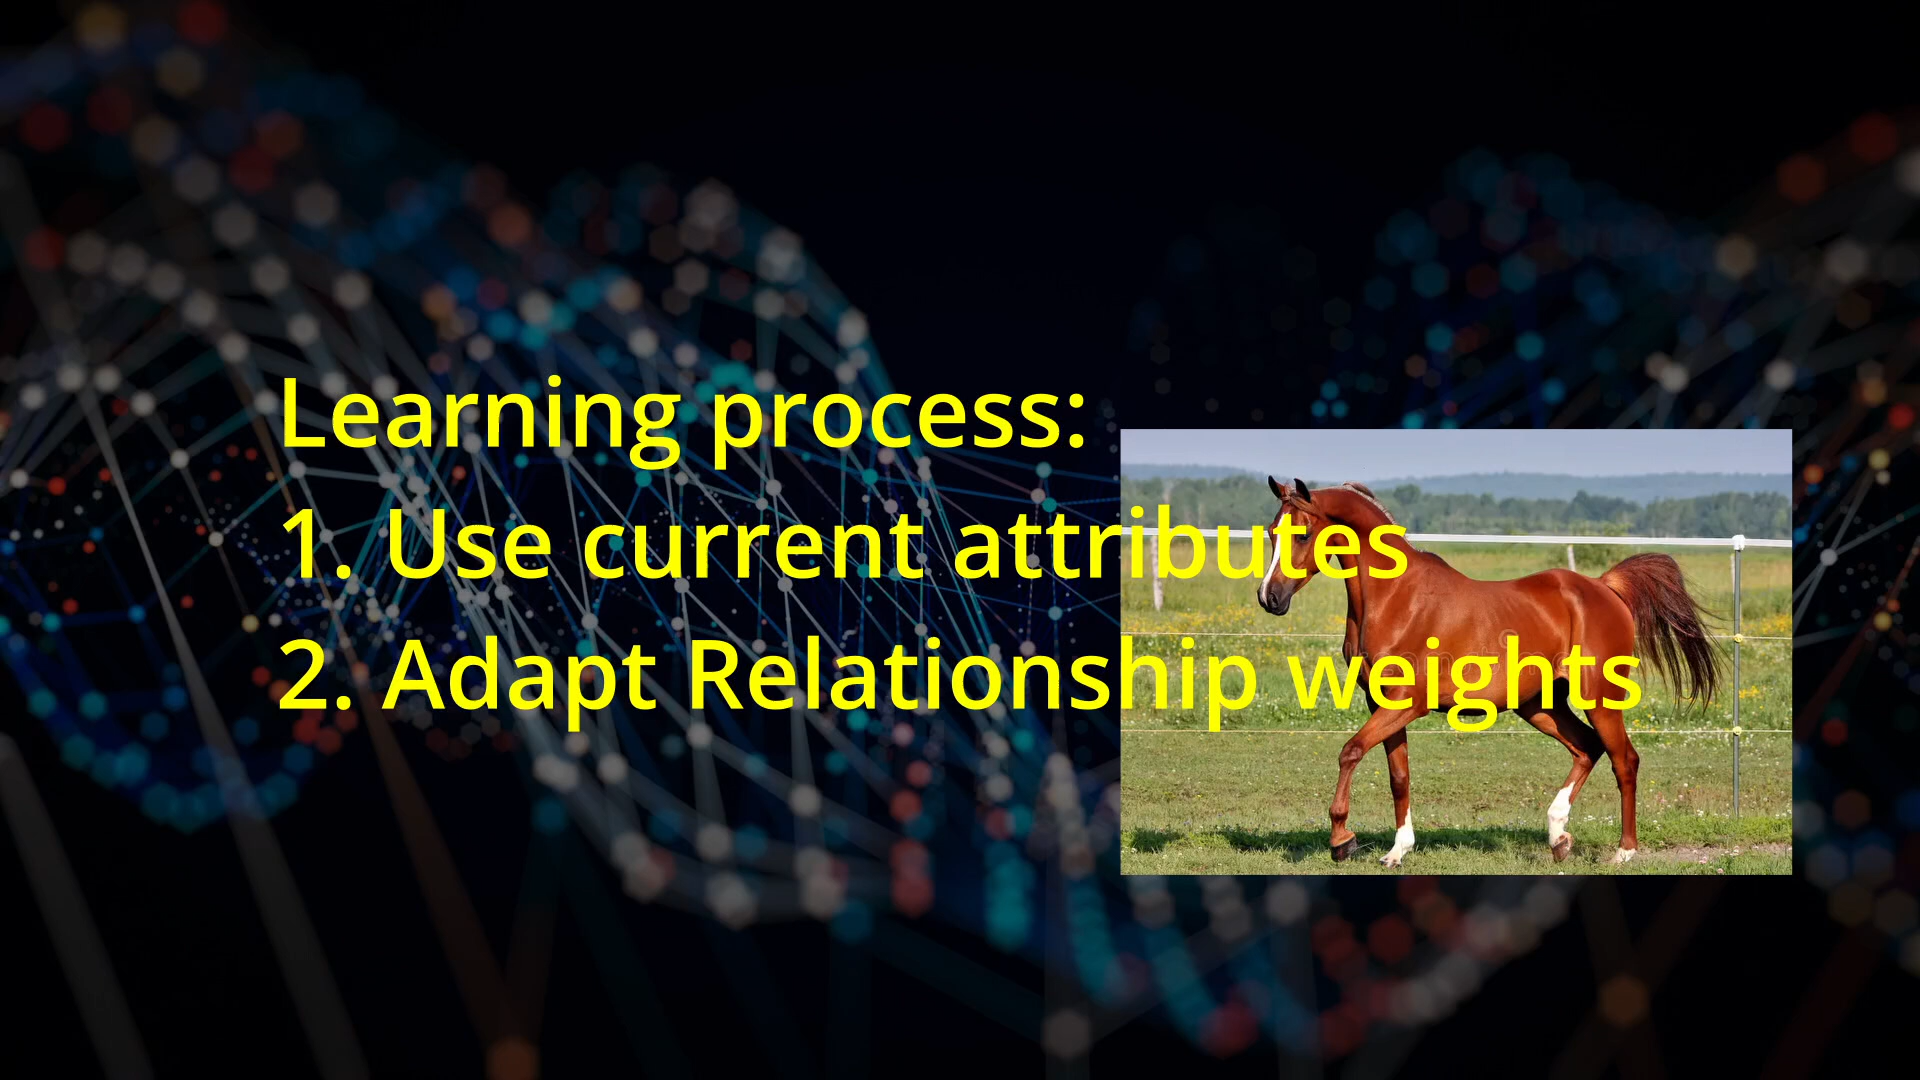 Learning process:
1. Use current attributes
2. Adapt Relationship weights